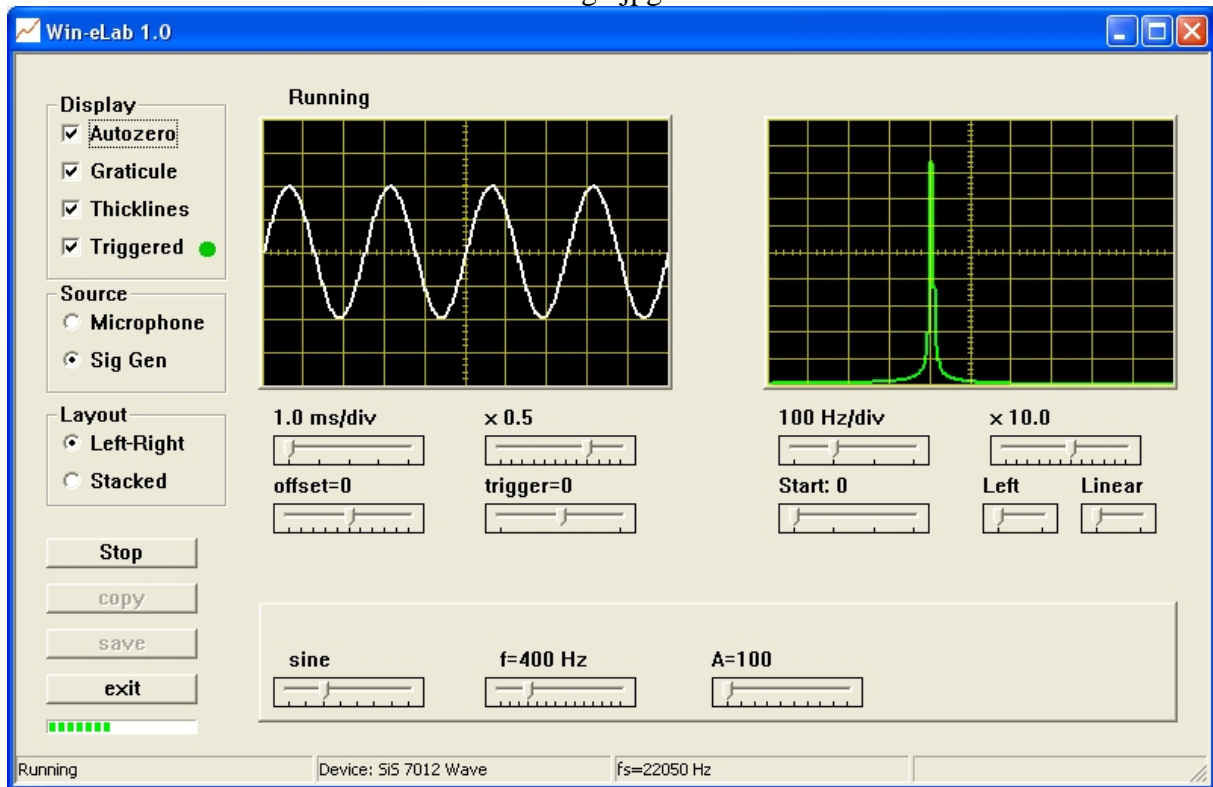 Win-eLab 1.0
Display
Autozero
Graticule
Thicklines
Triggered
Source
Microphone
Sig Gen
Layout
Left-Right
Stacked
Stop
copy
save
exit
Running
1.0 ms/div
× 0.5
offset=0
trigger=0
100 Hz/div
× 10.0
Start: 0
Left
Linear
sine
f=400 Hz
A=100
Running
Device: SiS 7012 Wave
fs=22050 Hz